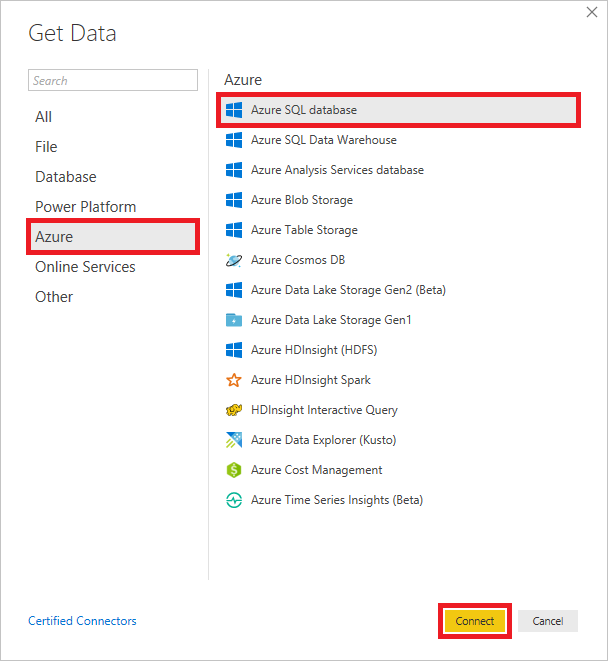 Get Data
Search
All
File
Database
Power Platform
Azure
Online Services
Other
Azure
Azure SQL database
Azure SQL Data Warehouse
Azure Analysis Services database
Azure Blob Storage
Azure Table Storage
Azure Cosmos DB
Azure Data Lake Storage Gen2 (Beta)
Azure Data Lake Storage Gen1
Azure HDInsight (HDFS)
Azure HDInsight Spark
HDInsight Interactive Query
Azure Data Explorer (Kusto)
Azure Cost Management
Azure Time Series Insights (Beta)
Certified Connectors
Connect
Cancel